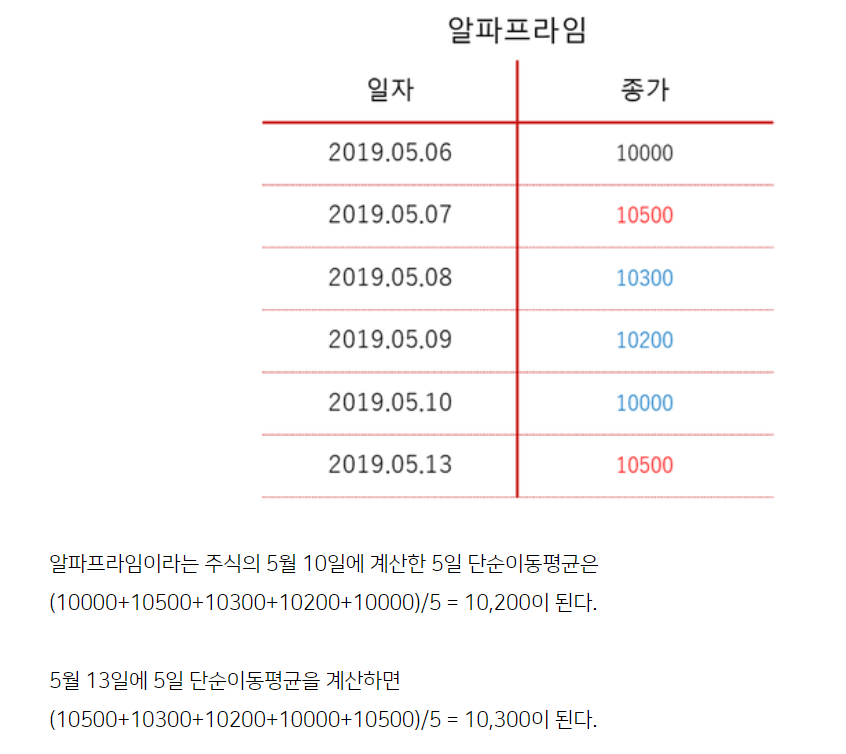 알파프라임
일자 종가
2019.05.06 10000
2019.05.07 10500
2019.05.08 10300
2019.05.09 10200
2019.05.10 10000
2019.05.13 10500
알파프라임이라는 주식의 5월 10일에 계산한 5일 단순이동평균은
(10000+10500+10300+10200+10000)/5 = 10,200이 된다.
5월 13일에 5일 단순이동평균을 계산하면
(10500+10300+10200+10000+10500)/5 = 10,300이 된다.